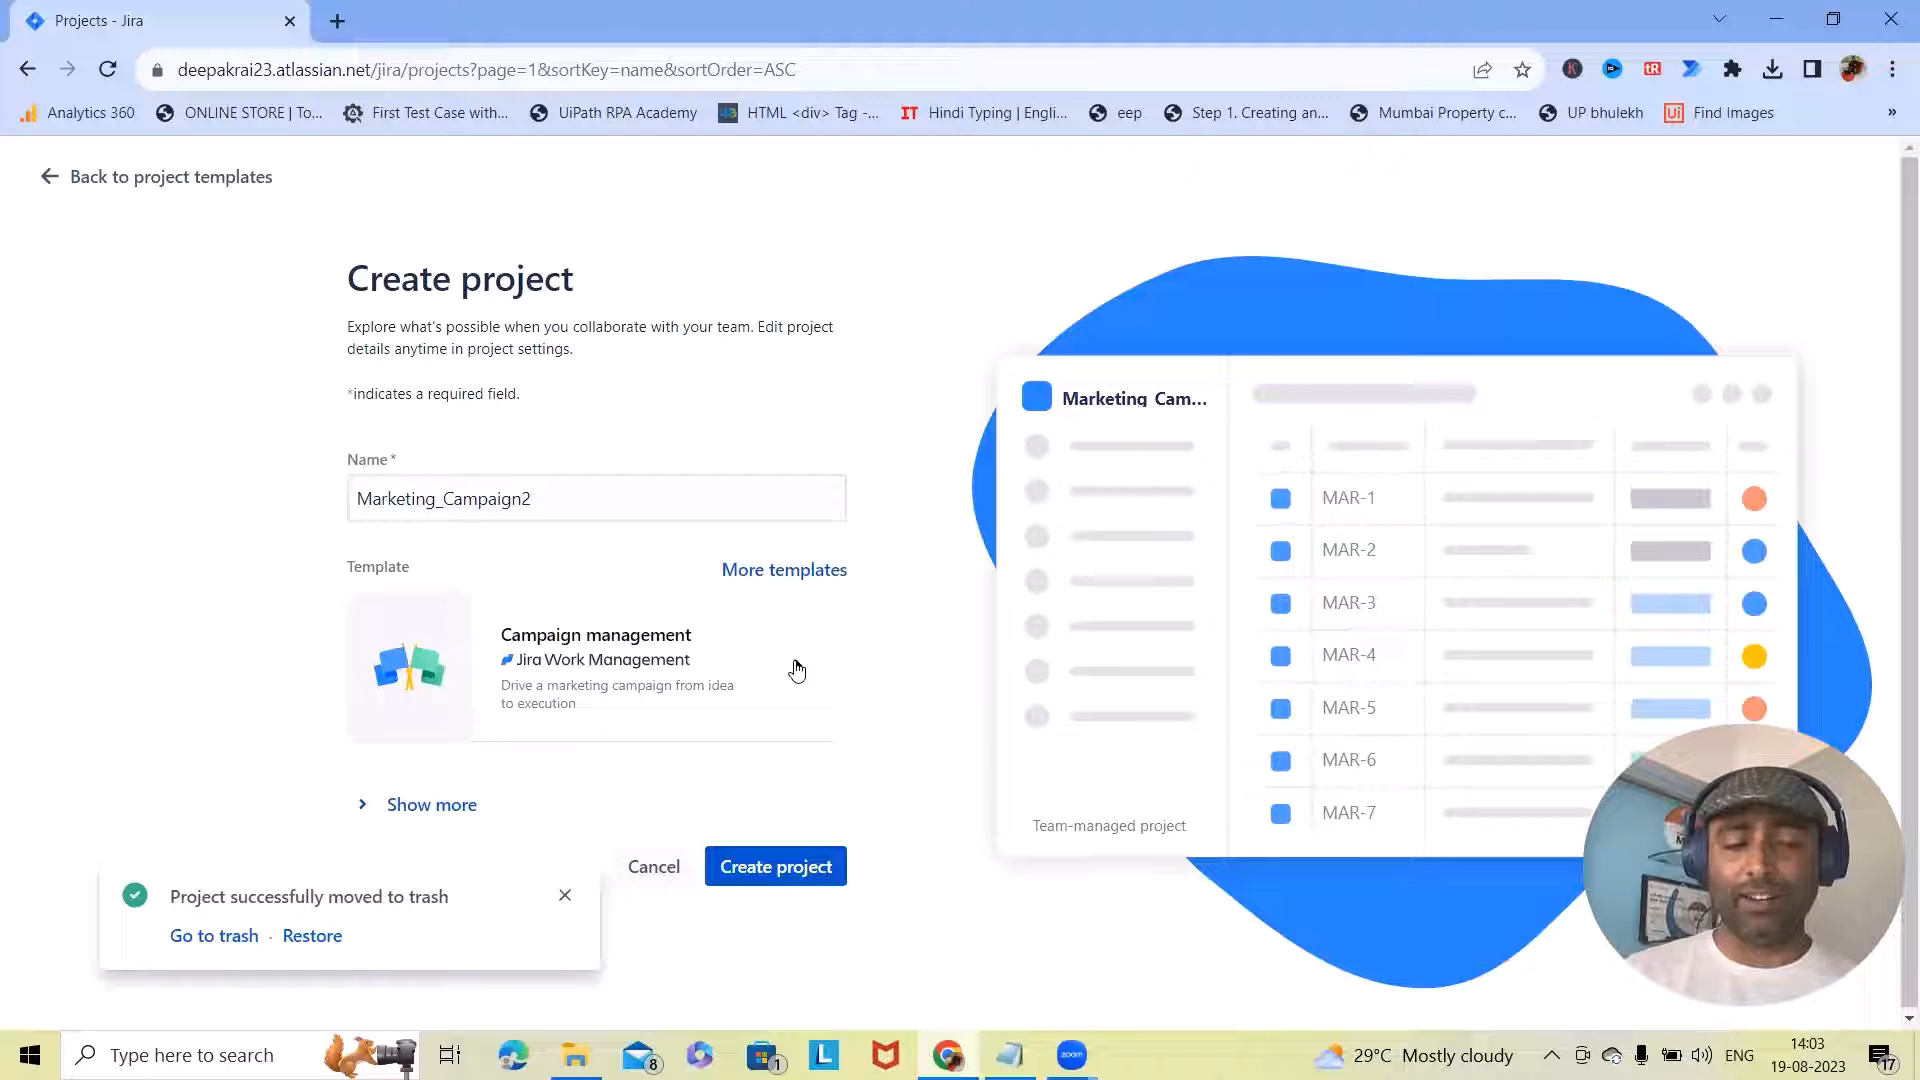 Projects - Jira
deepakrai23.atlassian.net/jira/projects?page=1&sortKey=name&sortOrder=ASC
Analytics 360 ONLINE STORE | To... First Test Case with... UiPath RPA Academy HTML <div> Tag -... Hindi Typing | Engli... eep Step 1. Creating an... Mumbai Property c... UP bhulekh Find Images »
Back to project templates
Create project
Explore what's possible when you collaborate with your team. Edit project
details anytime in project settings.
*indicates a required field.
Name*
Marketing_Campaign2
Template
More templates
Campaign management
Jira Work Management
Drive a marketing campaign from idea
to execution
Show more
Cancel
Create project
Marketing_Cam...
MAR-1
MAR-2
MAR-3
MAR-4
MAR-5
MAR-6
MAR-7
Team-managed project
Project successfully moved to trash
Go to trash · Restore
Type here to search
8
1
L
zoom
29°C Mostly cloudy
ENG
14:03
19-08-2023
17